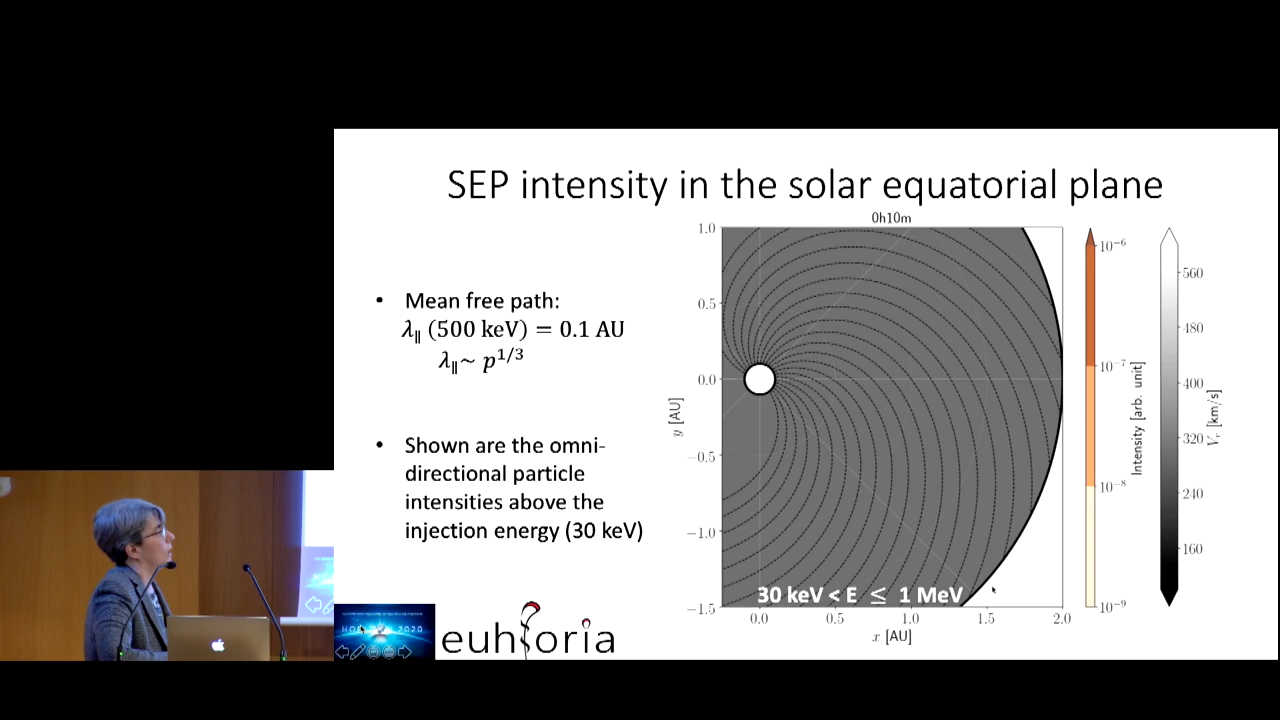 SEP intensity in the solar equatorial plane
• Mean free path:
λ∥ (500 keV) = 0.1 AU
λ∥~ p^1/3
• Shown are the omni-
directional particle
intensities above the
injection energy (30 keV)
0h10m
1.0
0.5
0.0
−0.5
−1.0
−1.5
y [AU]
30 keV < E ≤ 1 MeV
0.0 0.5 1.0 1.5 2.0
x [AU]
10^−6
10^−7
10^−8
10^−9
Intensity [arb. unit]
560
480
400
320
240
160
V_r [km/s]
2020
euhforia